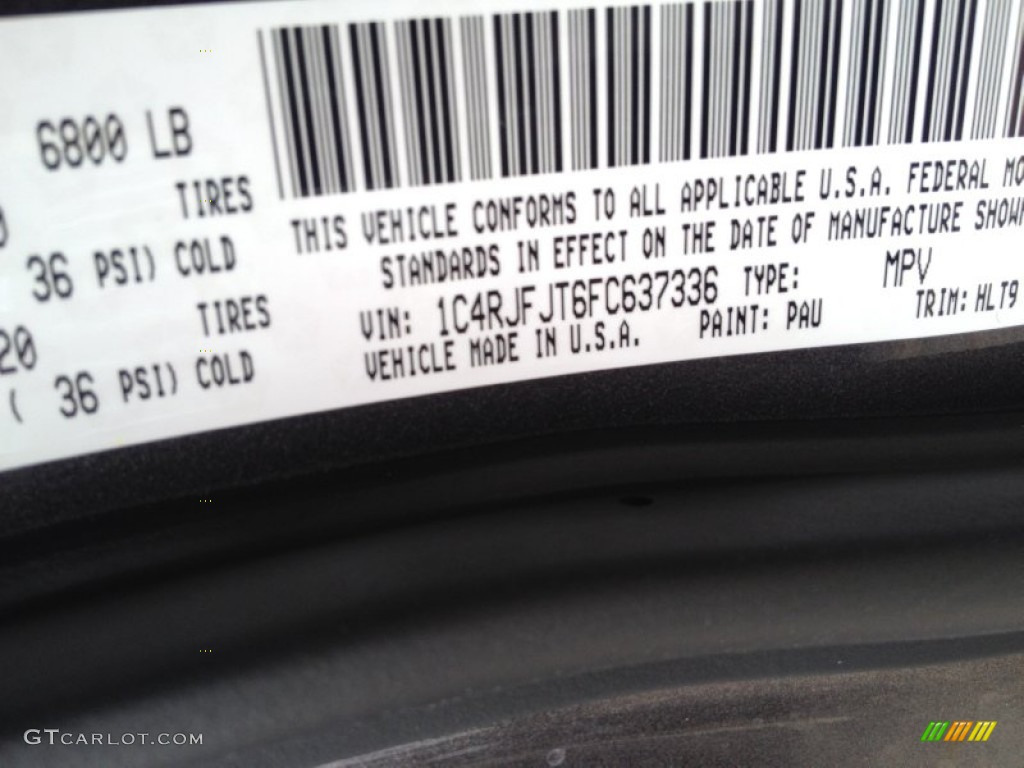 6800 LB
TIRES
36 PSI) COLD
TIRES
20
( 36 PSI) COLD
THIS VEHICLE CONFORMS TO ALL APPLICABLE U.S.A. FEDERAL MO
STANDARDS IN EFFECT ON THE DATE OF MANUFACTURE SHOWN
VIN: 1C4RJFJT6FC637336 TYPE: MPV
VEHICLE MADE IN U.S.A. PAINT: PAU TRIM: HLT9
GTCARLOT.COM